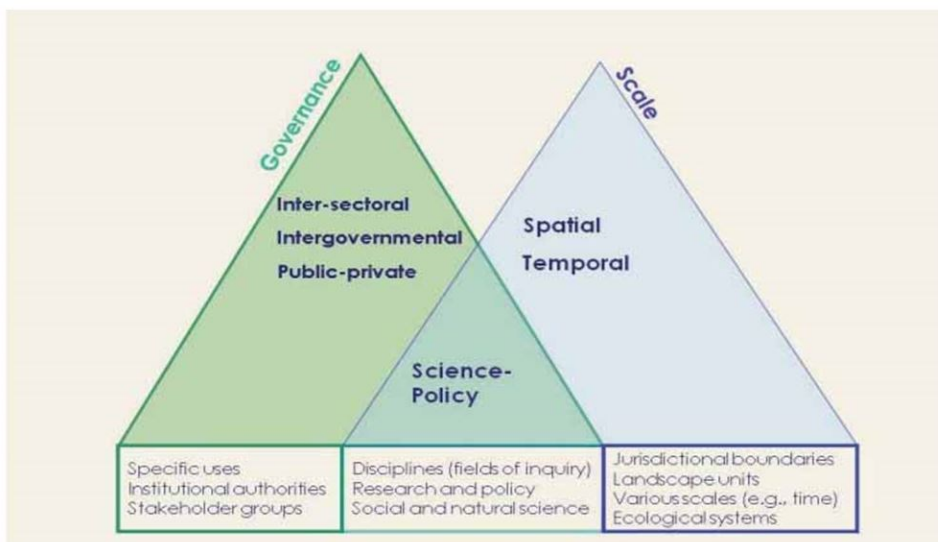 Governance
Scale
Inter-sectoral
Intergovernmental
Public-private
Spatial
Temporal
Science-
Policy
Specific uses
Institutional authorities
Stakeholder groups
Disciplines (fields of inquiry)
Research and policy
Social and natural science
Jurisdictional boundaries
Landscape units
Various scales (e.g., time)
Ecological systems